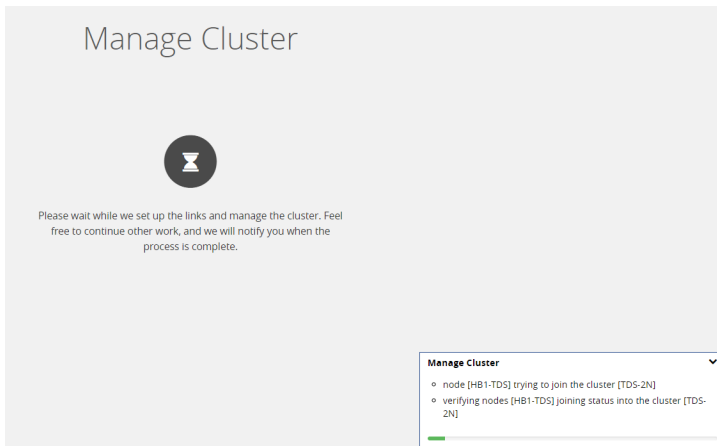 Manage Cluster
Please wait while we set up the links and manage the cluster. Feel
free to continue other work, and we will notify you when the
process is complete.
Manage Cluster
node [HB1-TDS] trying to join the cluster [TDS-2N]
verifying nodes [HB1-TDS] joining status into the cluster [TDS-
2N]